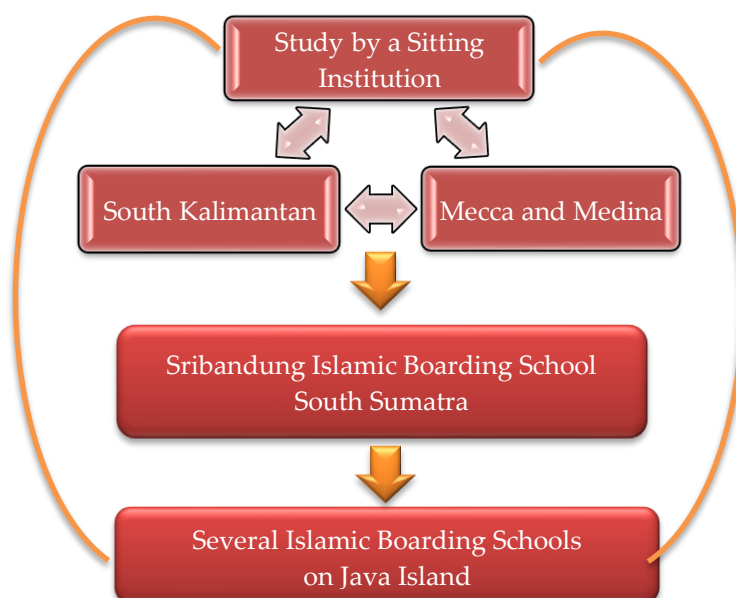 Study by a Sitting
Institution
South Kalimantan
Mecca and Medina
Sribandung Islamic Boarding School
South Sumatra
Several Islamic Boarding Schools
on Java Island